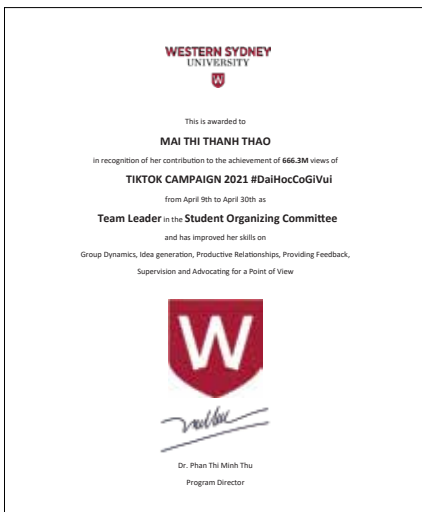 WESTERN SYDNEY
UNIVERSITY
W
This is awarded to
MAI THI THANH THAO
in recognition of her contribution to the achievement of 666.3M views of
TIKTOK CAMPAIGN 2021 #DaiHocCoGiVui
from April 9th to April 30th as
Team Leader in the Student Organizing Committee
and has improved her skills on
Group Dynamics, Idea generation, Productive Relationships, Providing Feedback,
Supervision and Advocating for a Point of View
W
Dr. Phan Thi Minh Thu
Program Director